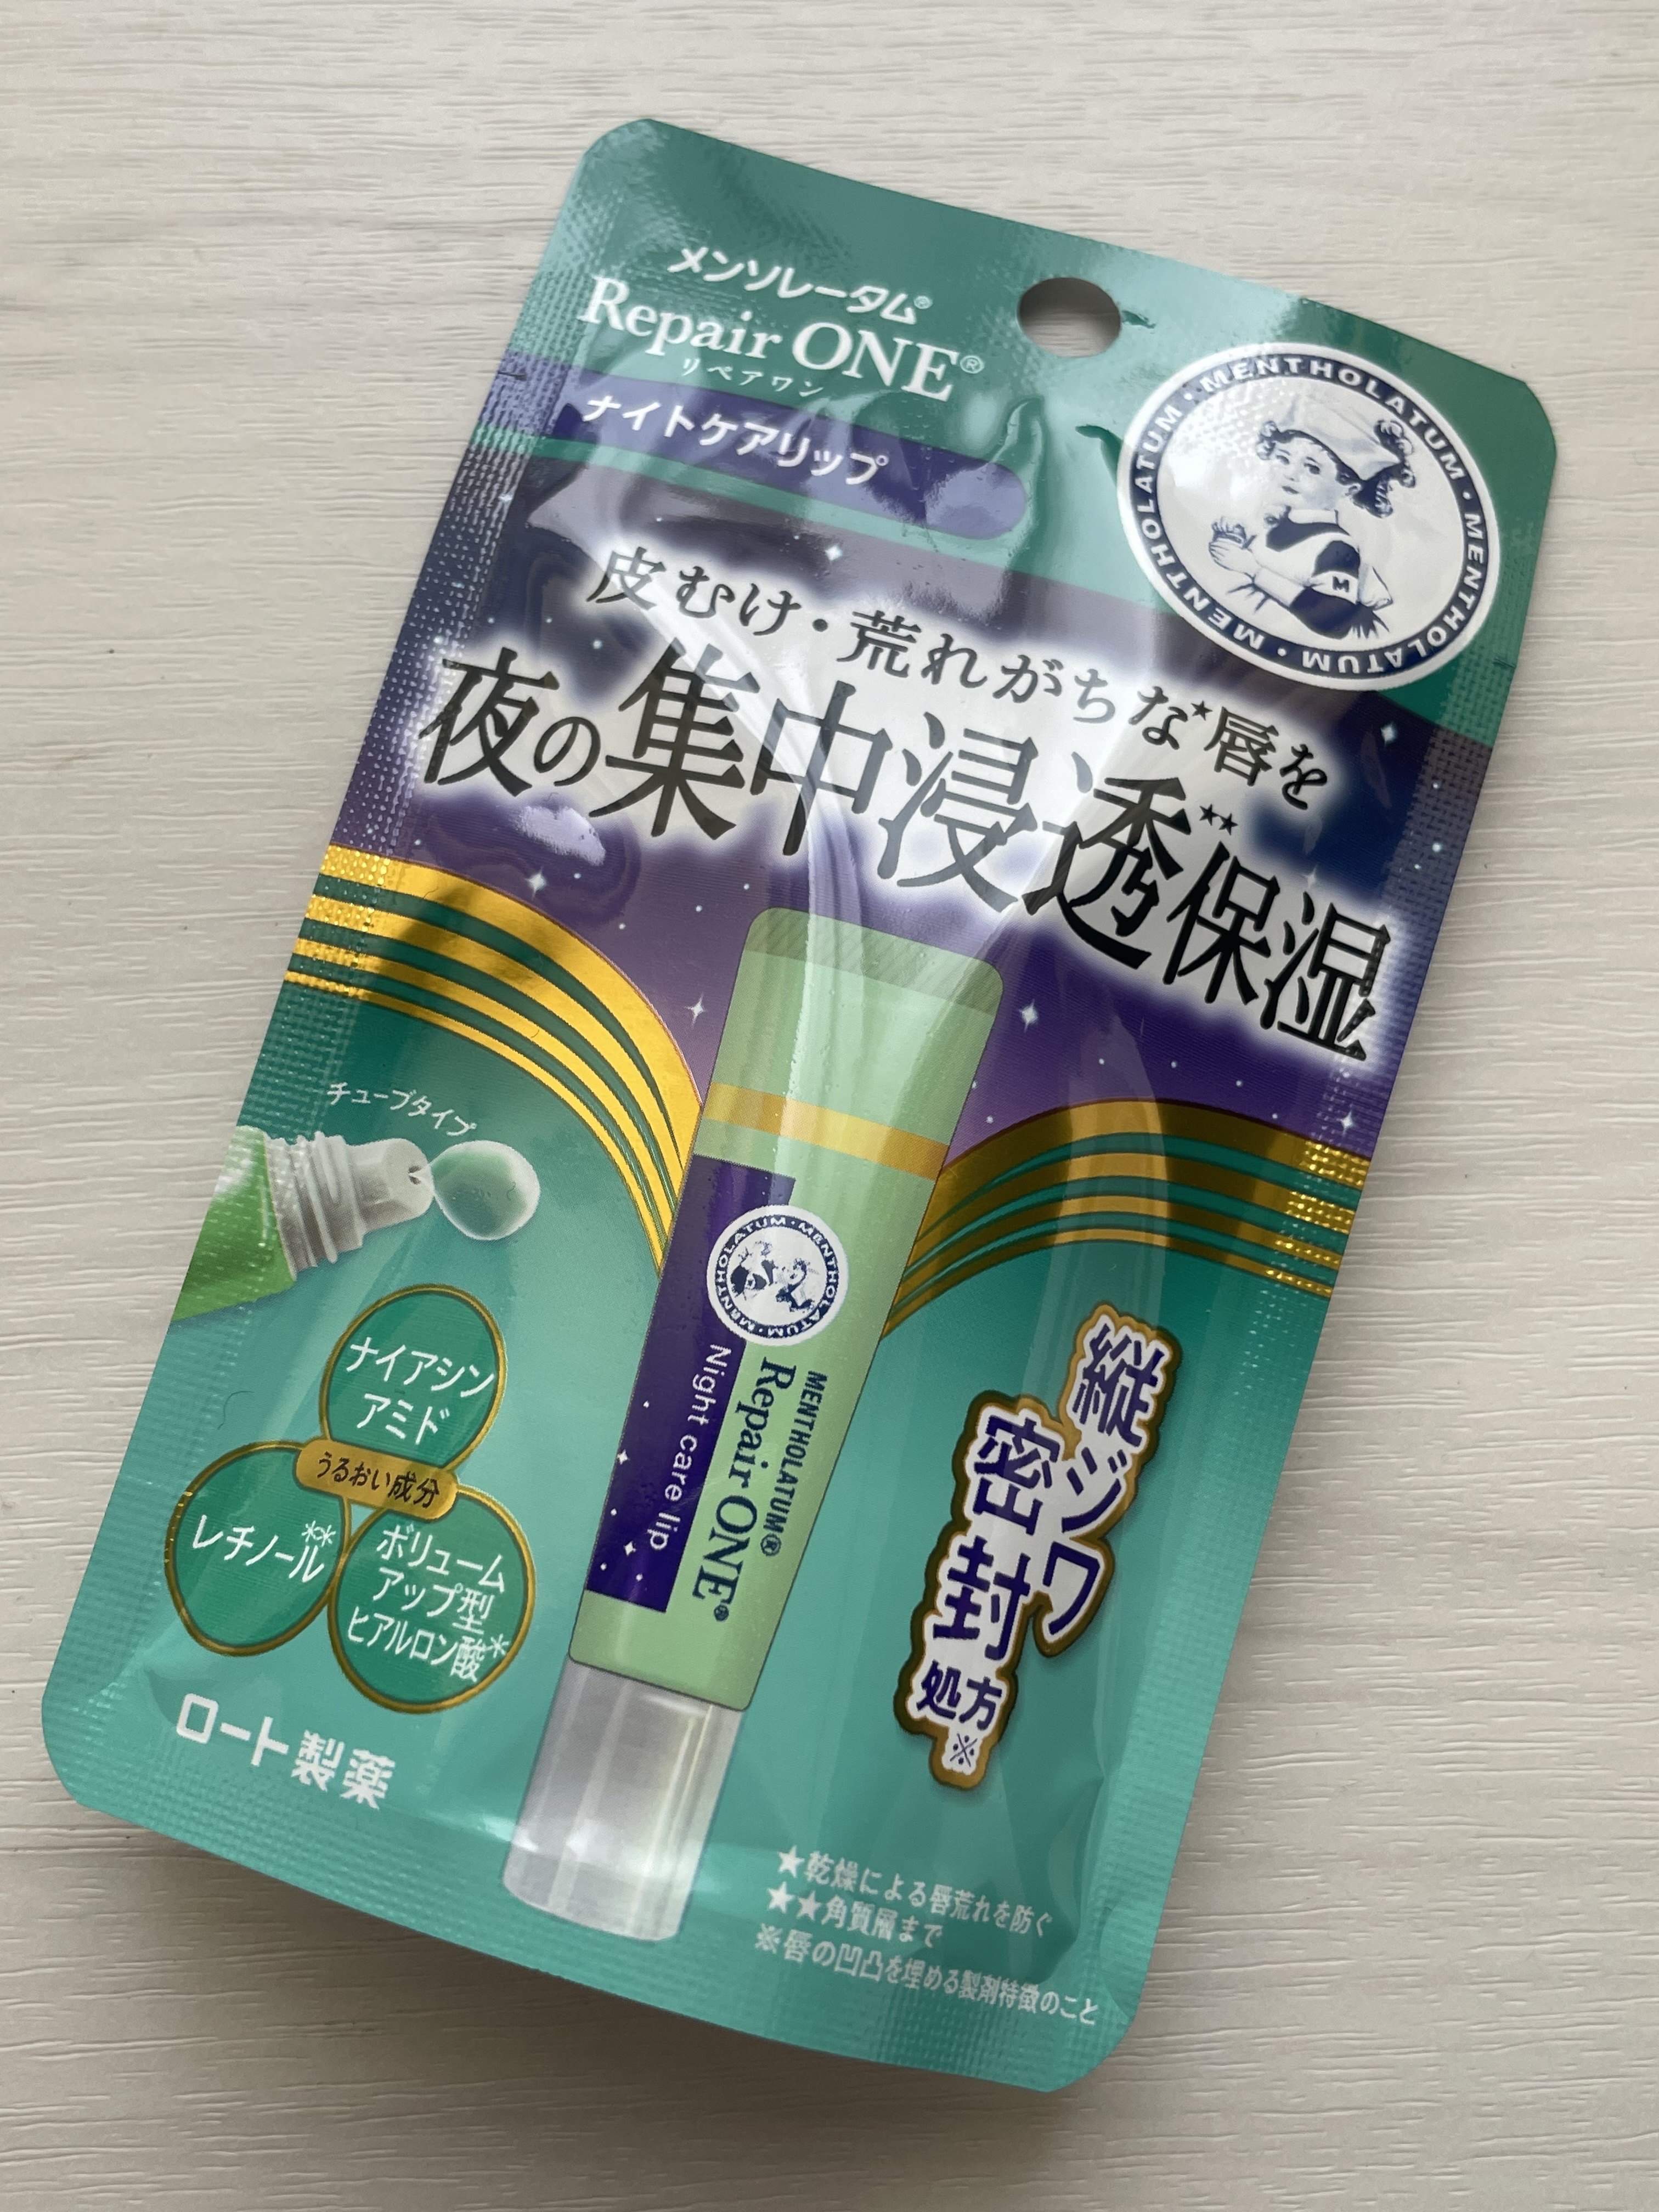 メンソレータム®
Repair ONE®
リペアワン
ナイトケアリップ
MENTHOLATUM・MENTHOLATUM・MENTHOLATUM・MENTHOLATUM・
M
皮むけ・荒れがちな★唇を
夜の集中浸透★★保湿
チューブタイプ
ナイアシン
アミド
うるおい成分
レチノール**
ボリューム
アップ型
ヒアルロン酸*
MENTHOLATUM・MENTHOLATUM・MENTHOLATUM・
MENTHOLATUM®
Repair ONE®
Night care lip
縦ジワ
密封
処方※
ロート製薬
★乾燥による唇荒れを防ぐ
★★角質層まで
※唇の凹凸を埋める製剤特徴のこと